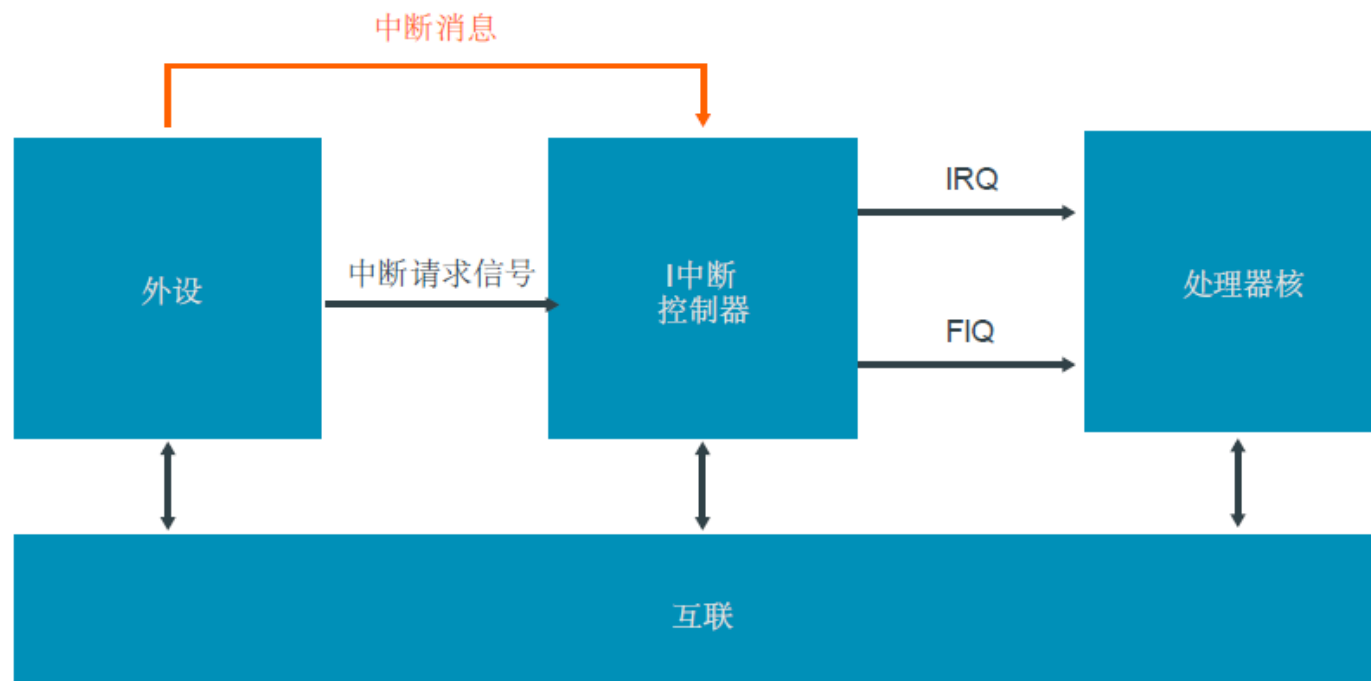 中断消息
IRQ
外设
中断请求信号
I中断
控制器
处理器核
FIQ
互联